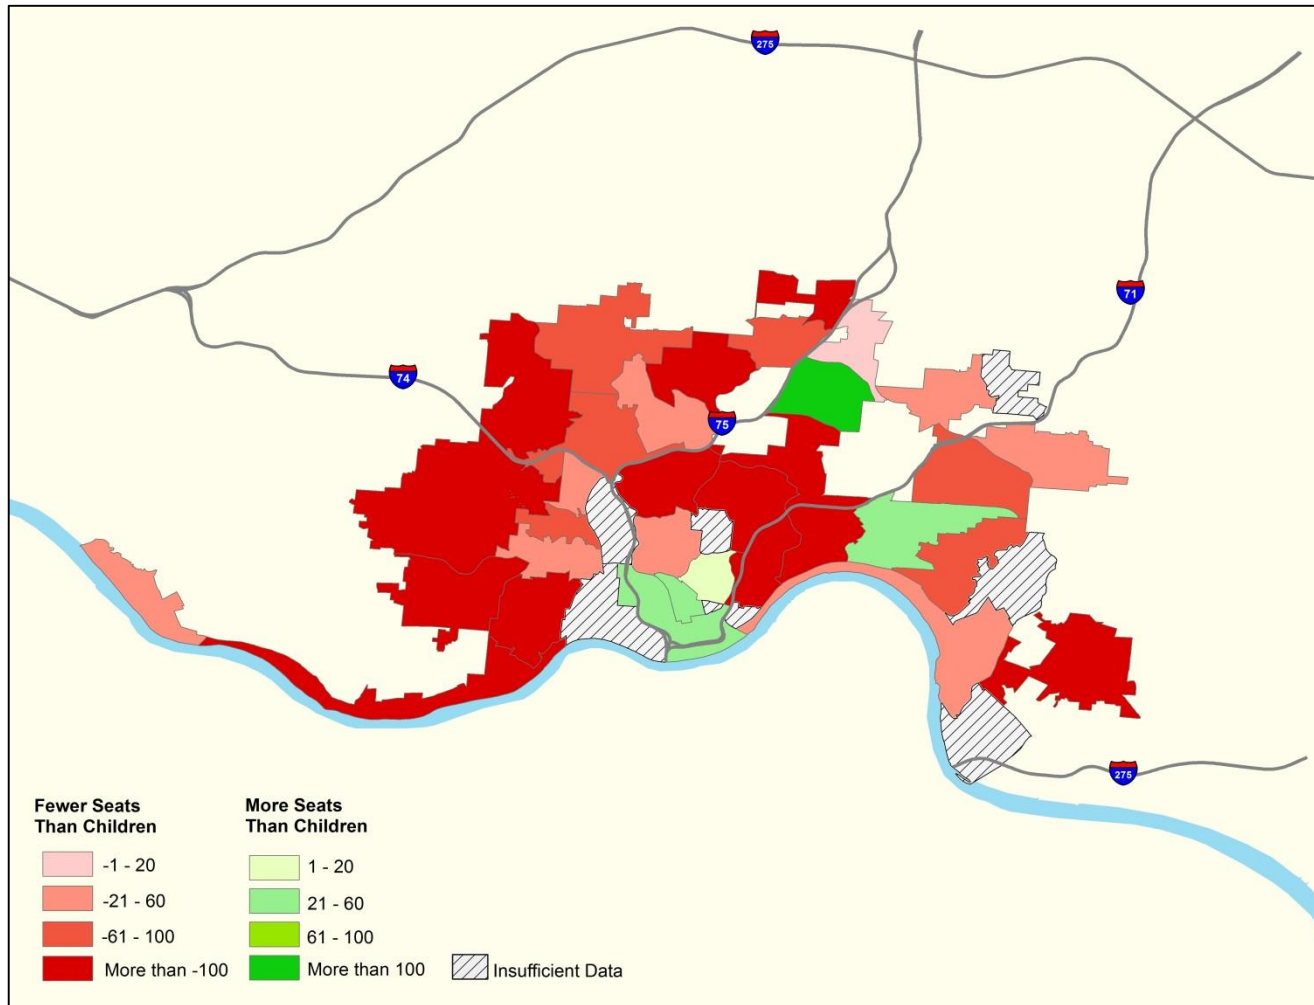 275
71
74
75
275
Fewer Seats
Than Children
-1 - 20
-21 - 60
-61 - 100
More than -100
More Seats
Than Children
1 - 20
21 - 60
61 - 100
More than 100
Insufficient Data